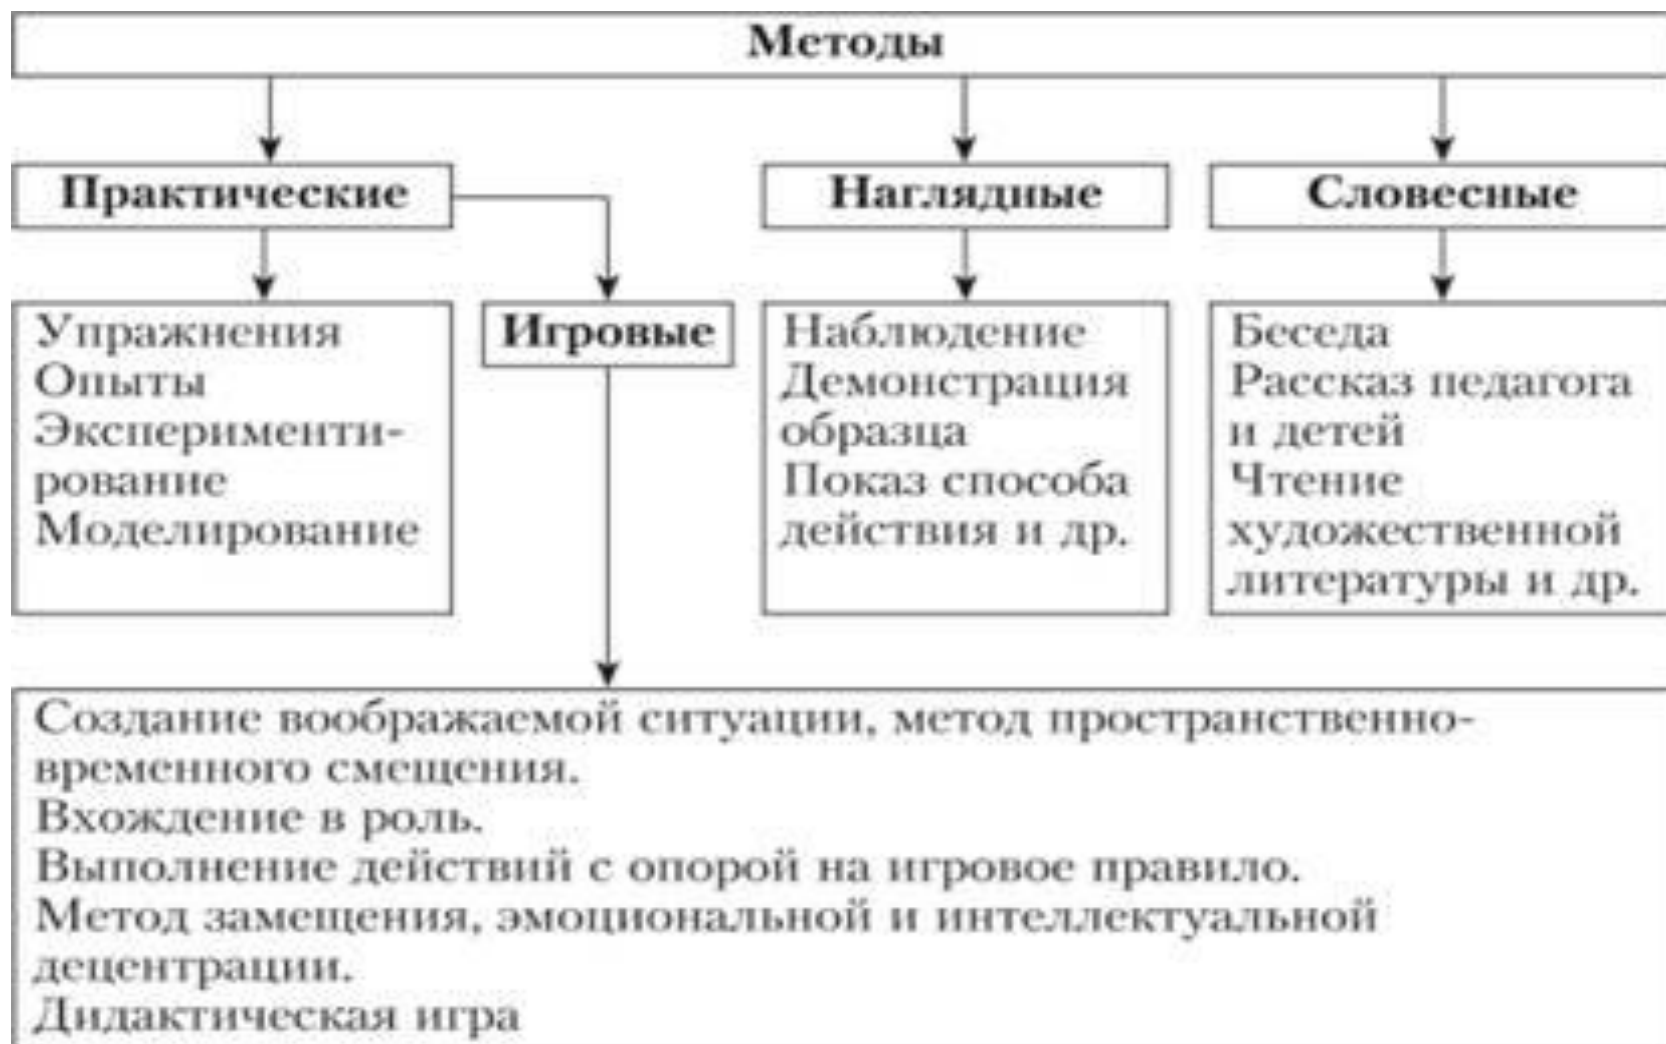 Методы
Практические
Наглядные
Словесные
Упражнения
Опыты
Эксперименти-
рование
Моделирование
Игровые
Наблюдение
Демонстрация
образца
Показ способа
действия и др.
Беседа
Рассказ педагога
и детей
Чтение
художественной
литературы и др.
Создание воображаемой ситуации, метод пространственно-
временного смещения.
Вхождение в роль.
Выполнение действий с опорой на игровое правило.
Метод замещения, эмоциональной и интеллектуальной
децентрации.
Дидактическая игра